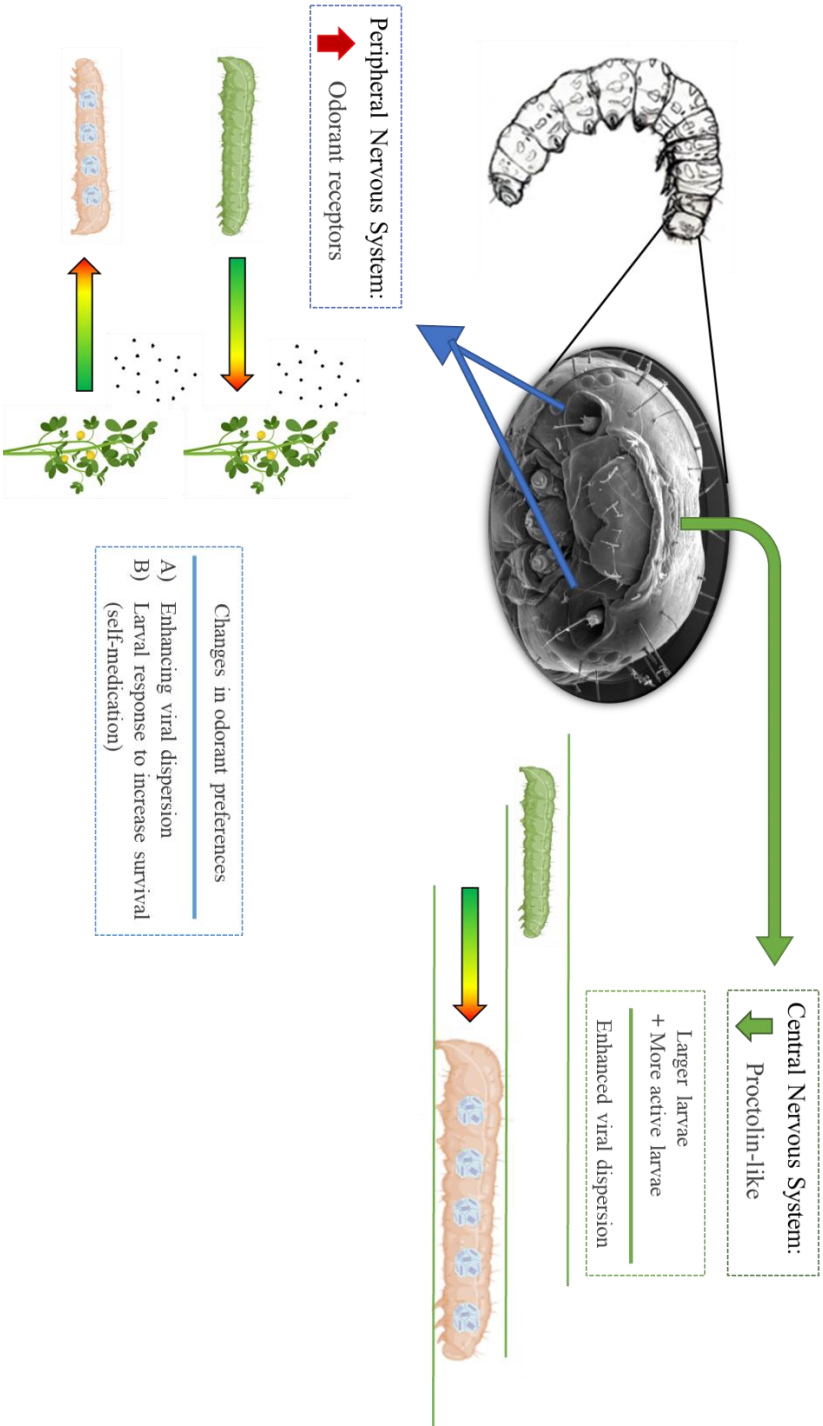 Central Nervous System:
Proctolin-like
Larger larvae
+ More active larvae
Enhanced viral dispersion
Peripheral Nervous System:
Odorant receptors
Changes in odorant preferences
A) Enhancing viral dispersion
B) Larval response to increase survival
(self-medication)